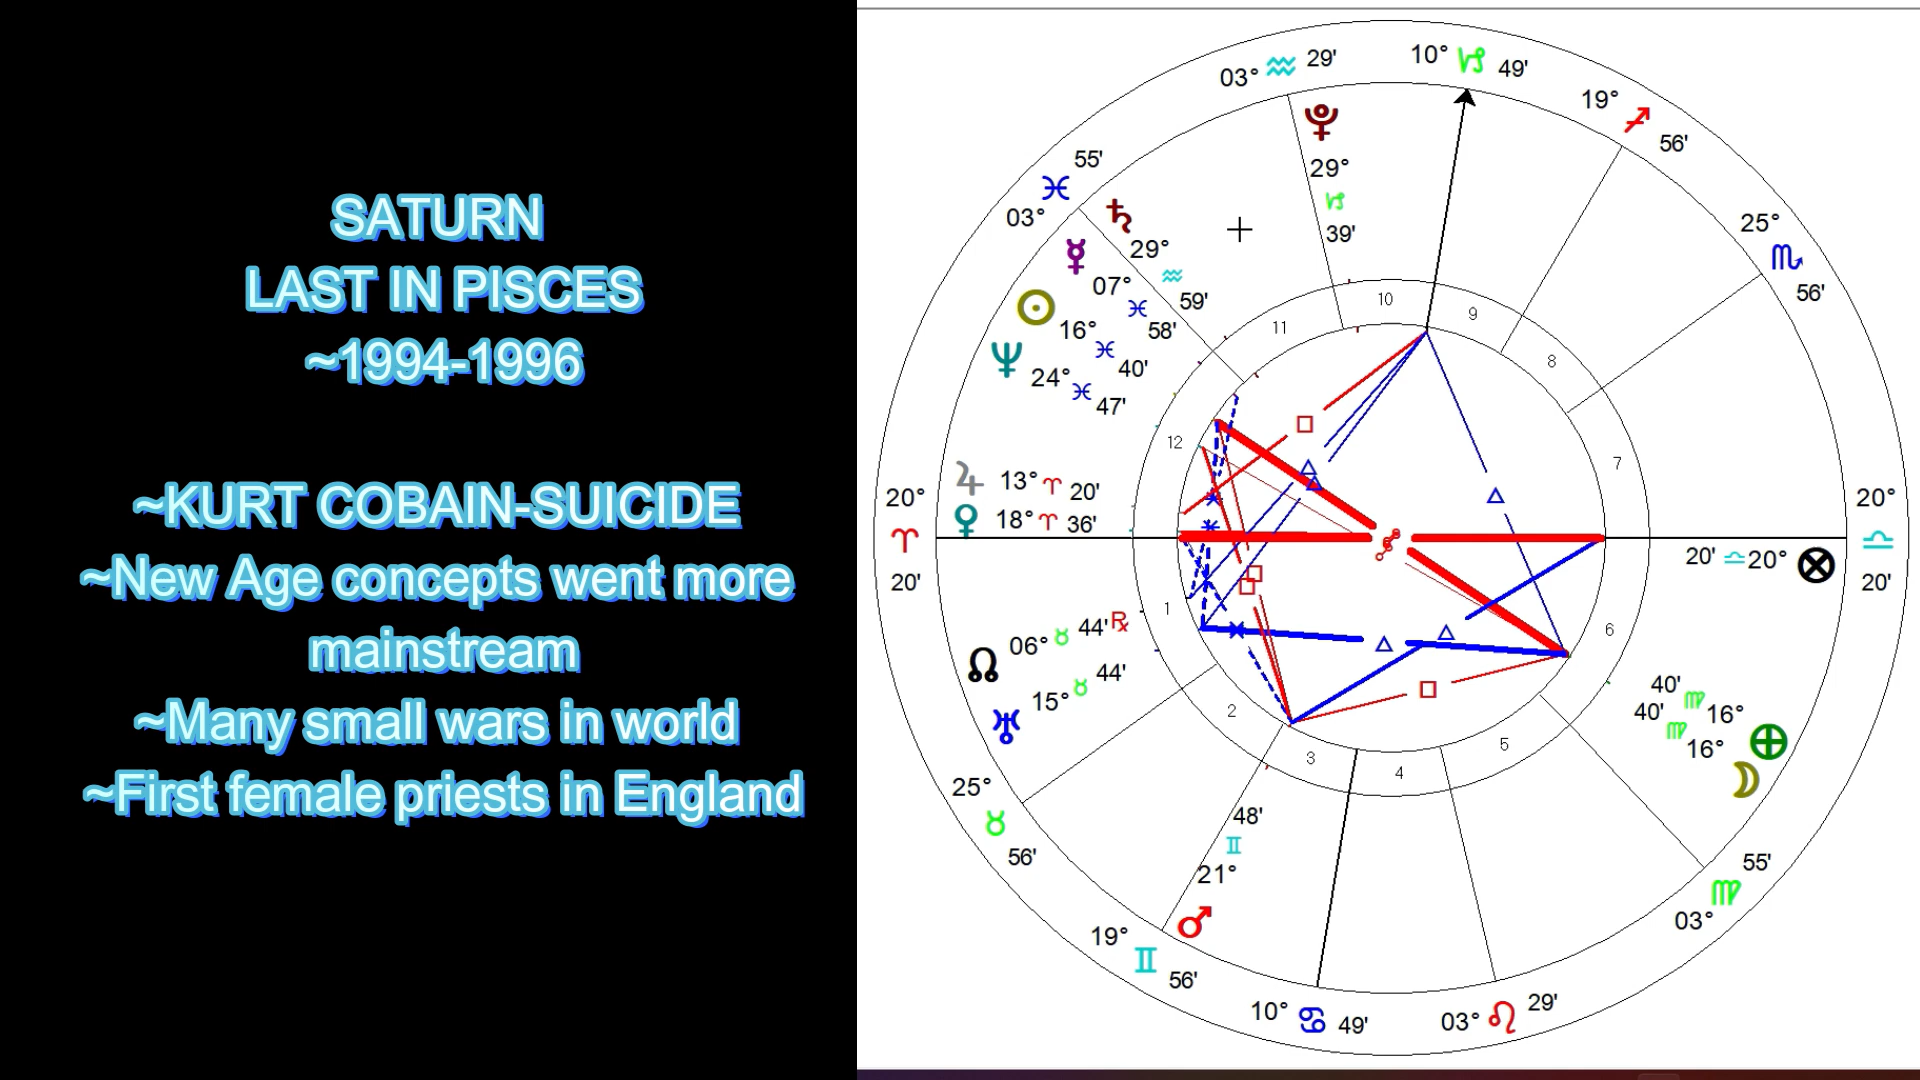 SATURN
LAST IN PISCES
~1994-1996
~KURT COBAIN-SUICIDE
~New Age concepts went more
mainstream
~Many small wars in world
~First female priests in England
03° ♒ 29'
10° ♑ 49'
19° ♐ 56'
25° ♏ 56'
20° ♎ 20'
03° ♍ 55'
03° ♌ 29'
10° ♋ 49'
19° ♊ 56'
25° ♉ 56'
20° ♈ 20'
03° ♓ 55'
♇ 29° ♑ 39'
♄ 29° ♒ 59'
☿ 07° ♓ 58'
☉ 16° ♓ 40'
♆ 24° ♓ 47'
♃ 13° ♈ 20'
♀ 18° ♈ 36'
☊ 06° ♉ 44' ℞
♅ 15° ♉ 44'
♂ 21° ♊ 48'
20' ♎ 20° ⊗
40' ♍ 16° ⊕
40' ♍ 16° ☽
1
2
3
4
5
6
7
8
9
10
11
12